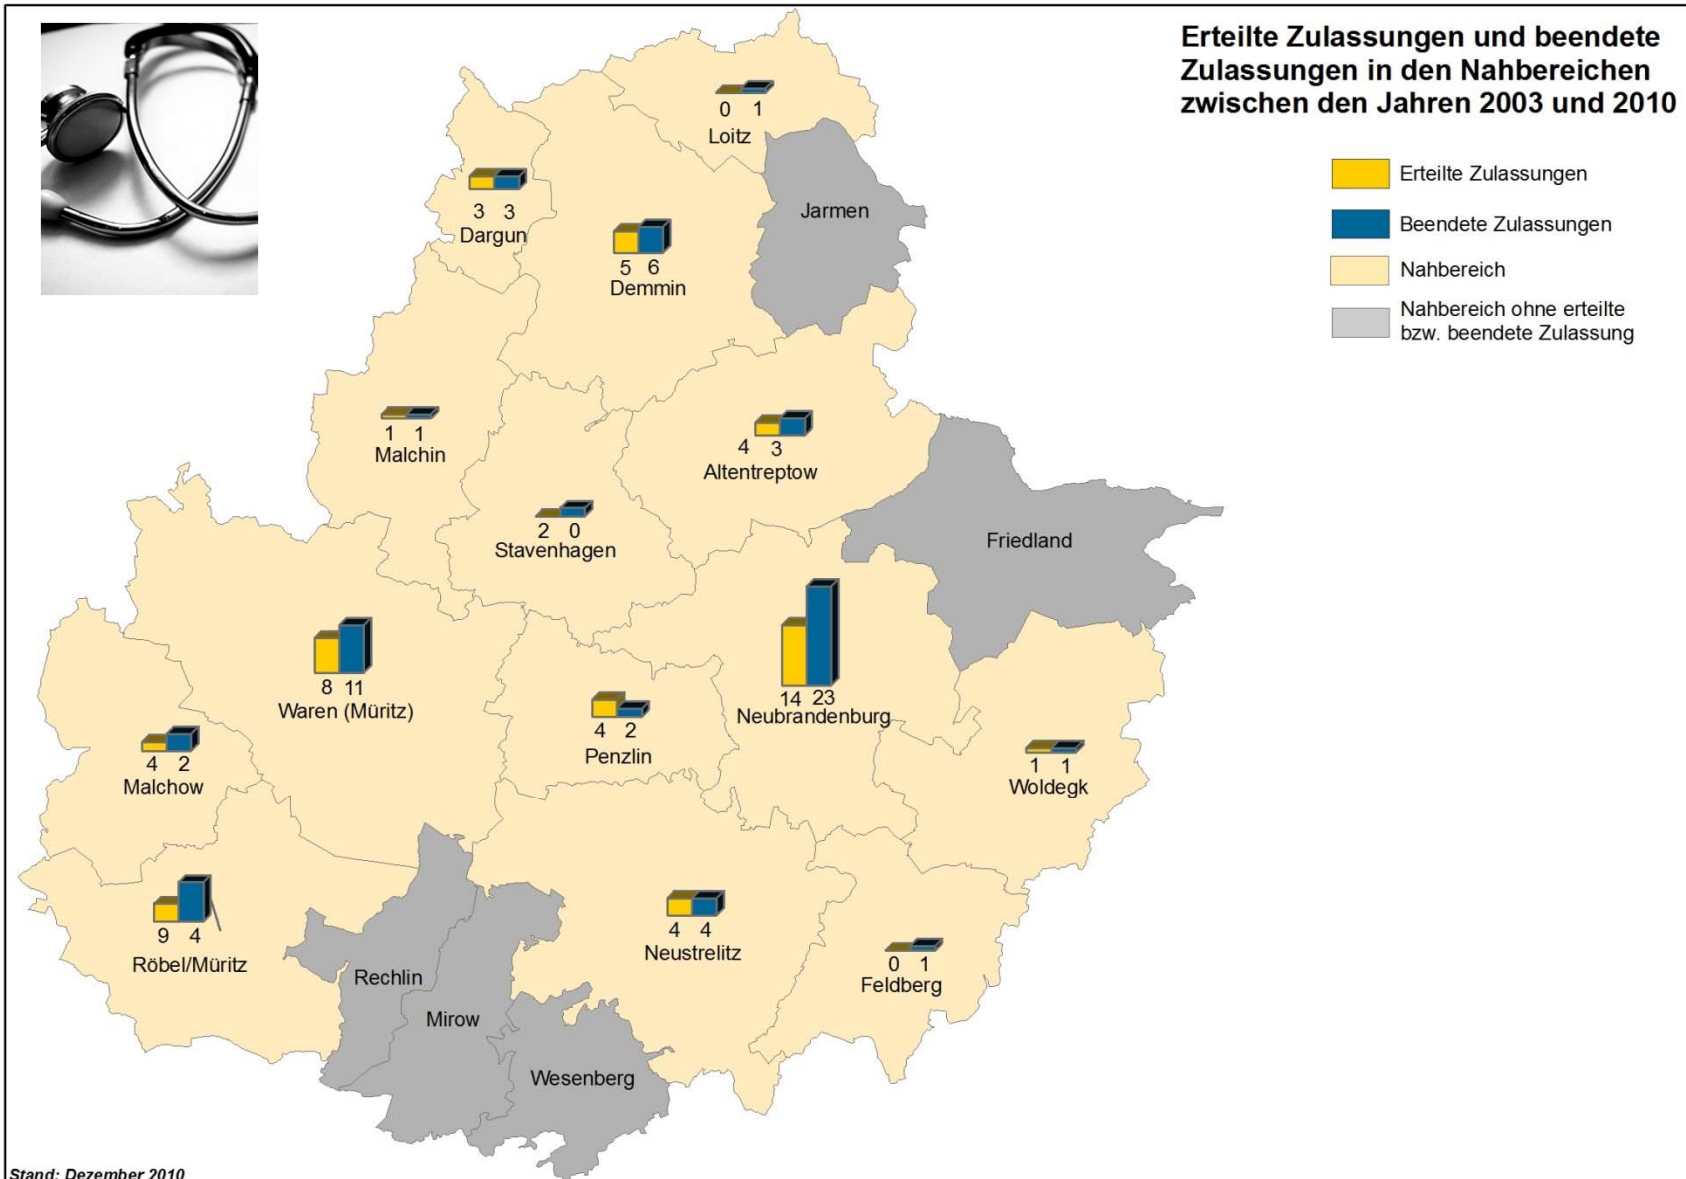 Erteilte Zulassungen und beendete
Zulassungen in den Nahbereichen
zwischen den Jahren 2003 und 2010
Erteilte Zulassungen
Beendete Zulassungen
Nahbereich
Nahbereich ohne erteilte
bzw. beendete Zulassung
0 1
Loitz
Jarmen
3 3
Dargun
5 6
Demmin
1 1
Malchin
4 3
Altentreptow
2 0
Stavenhagen
Friedland
8 11
Waren (Müritz)
4 2
Penzlin
14 23
Neubrandenburg
4 2
Malchow
1 1
Woldegk
9 4
Röbel/Müritz
4 4
Neustrelitz
0 1
Feldberg
Rechlin
Mirow
Wesenberg
Stand: Dezember 2010